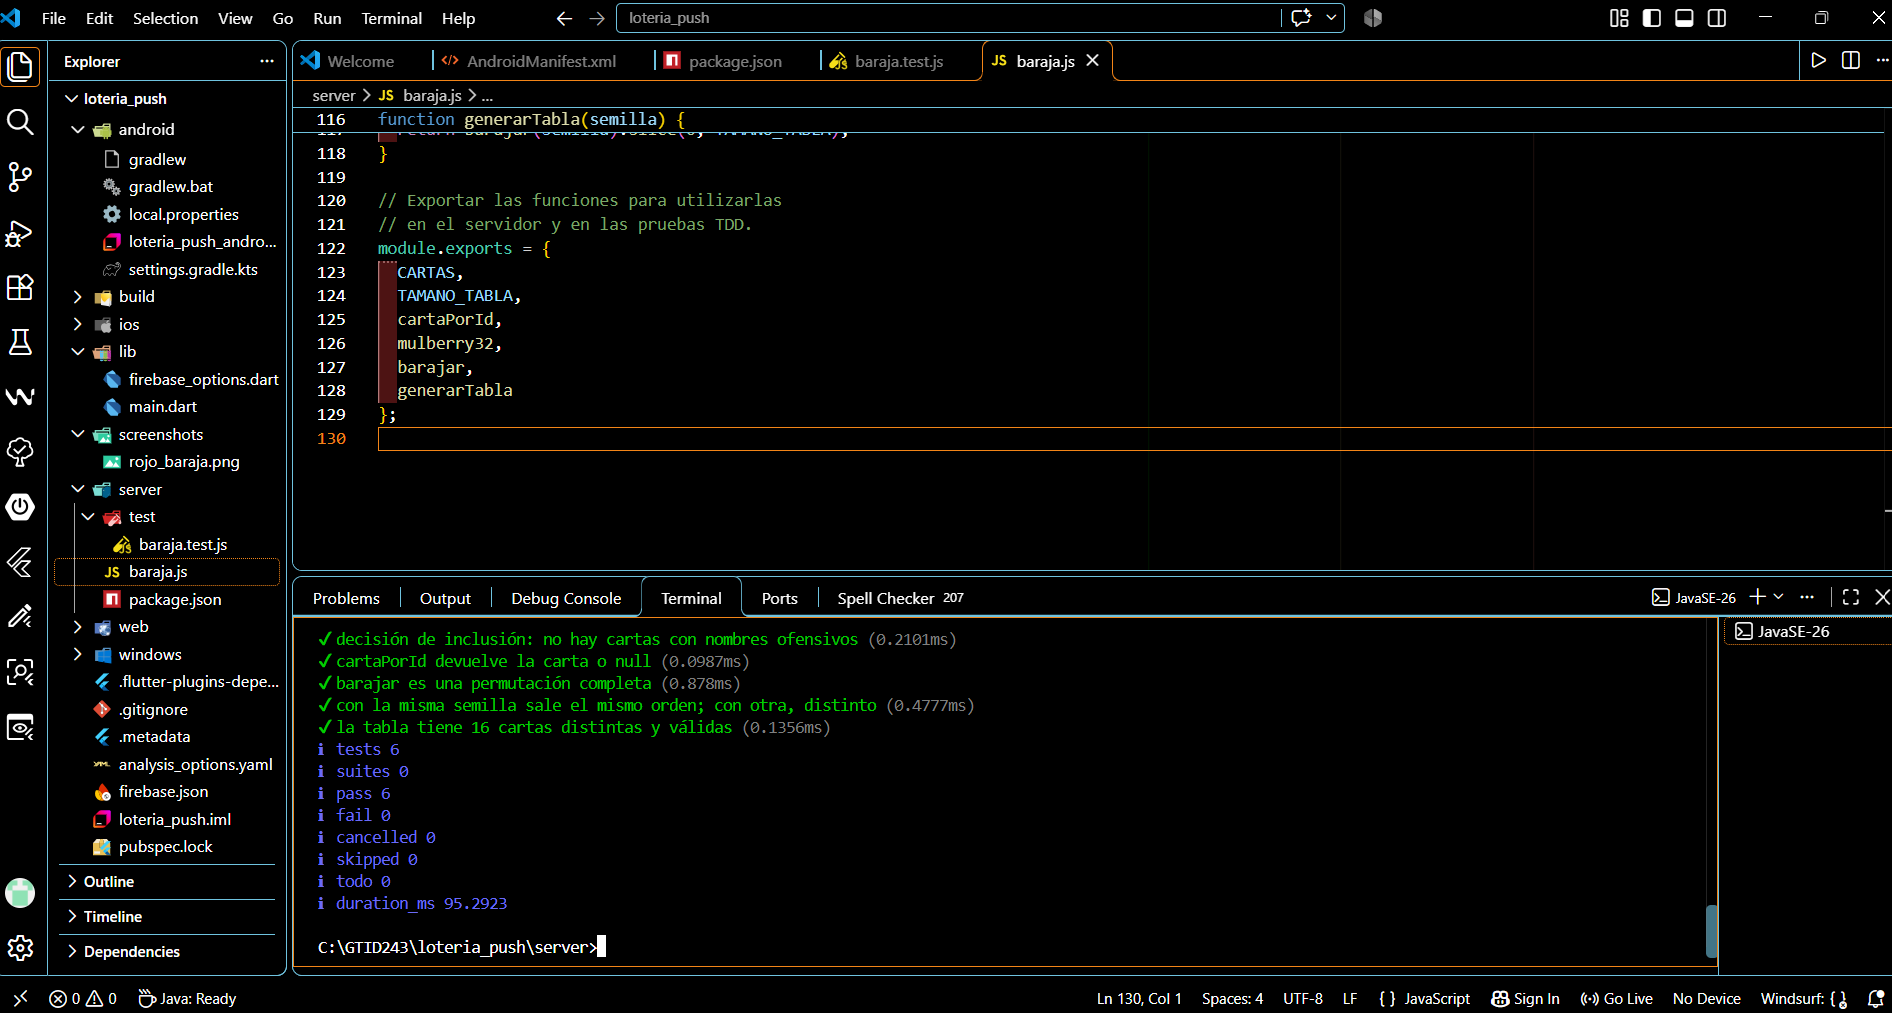 File Edit Selection View Go Run Terminal Help
loteria_push
Explorer
Welcome
AndroidManifest.xml
package.json
baraja.test.js
JS baraja.js
loteria_push
android
gradlew
gradlew.bat
local.properties
loteria_push_andro...
settings.gradle.kts
build
ios
lib
firebase_options.dart
main.dart
screenshots
rojo_baraja.png
server
test
baraja.test.js
JS baraja.js
package.json
web
windows
.flutter-plugins-depe...
.gitignore
.metadata
analysis_options.yaml
firebase.json
loteria_push.iml
pubspec.lock
Outline
Timeline
Dependencies
server > JS baraja.js > ...
116 function generarTabla(semilla) {
118 }
119
120 // Exportar las funciones para utilizarlas
121 // en el servidor y en las pruebas TDD.
122 module.exports = {
123 CARTAS,
124 TAMANO_TABLA,
125 cartaPorId,
126 mulberry32,
127 barajar,
128 generarTabla
129 };
130
Problems Output Debug Console Terminal Ports Spell Checker 207
JavaSE-26
JavaSE-26
✓ decisión de inclusión: no hay cartas con nombres ofensivos (0.2101ms)
✓ cartaPorId devuelve la carta o null (0.0987ms)
✓ barajar es una permutación completa (0.878ms)
✓ con la misma semilla sale el mismo orden; con otra, distinto (0.4777ms)
✓ la tabla tiene 16 cartas distintas y válidas (0.1356ms)
ℹ tests 6
ℹ suites 0
ℹ pass 6
ℹ fail 0
ℹ cancelled 0
ℹ skipped 0
ℹ todo 0
ℹ duration_ms 95.2923
C:\GTID243\loteria_push\server>
0 0 Java: Ready
Ln 130, Col 1 Spaces: 4 UTF-8 LF {} JavaScript Sign In Go Live No Device Windsurf: {}